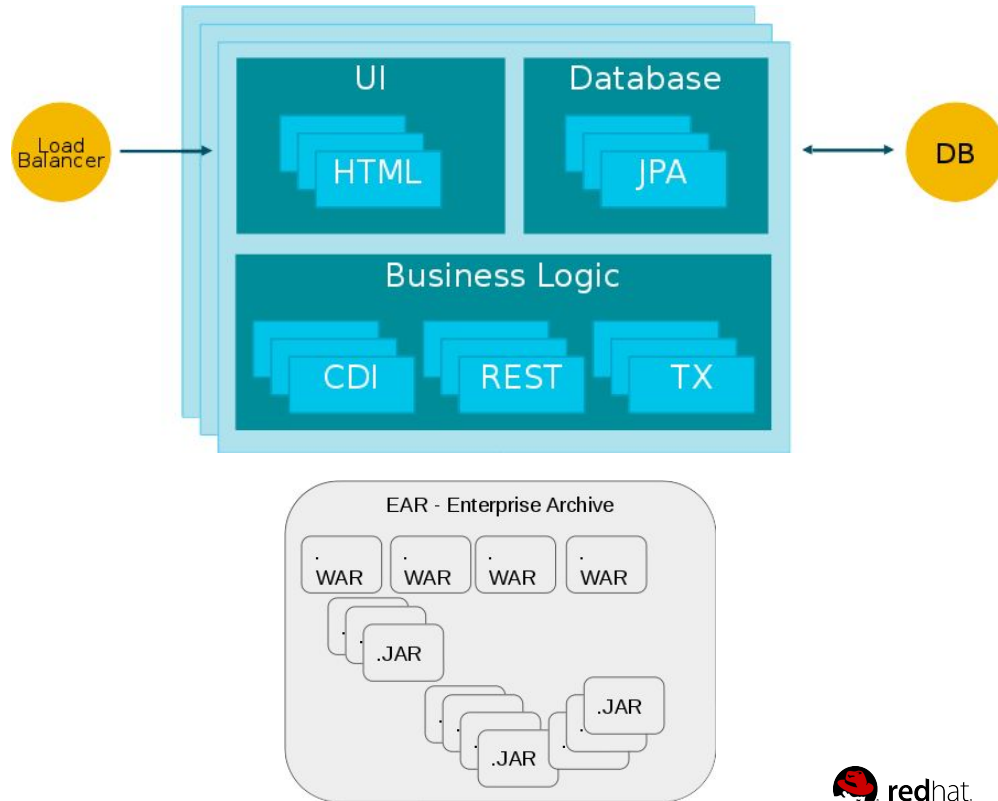 UI
Database
Load
Balancer
HTML
JPA
DB
Business Logic
CDI
REST
TX
EAR - Enterprise Archive
.
WAR
.
WAR
.
WAR
.
WAR
.
.
.JAR
.
.
.
.JAR
.
.
.JAR
redhat.